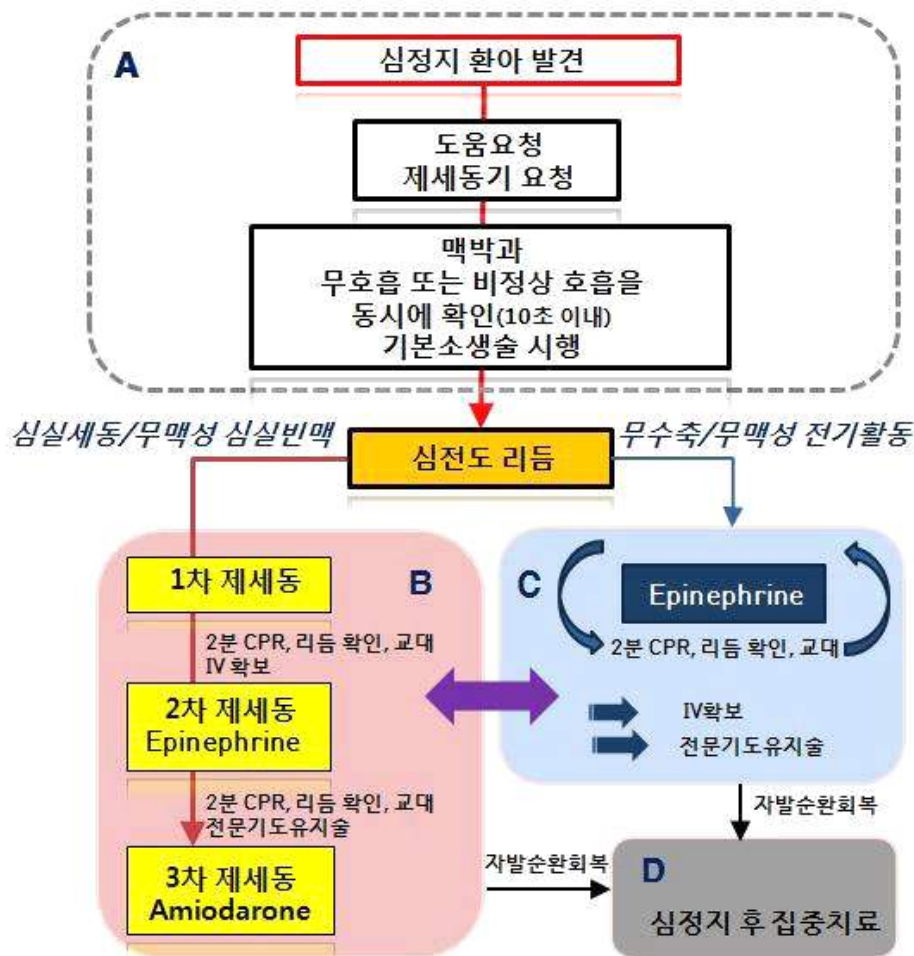 A
심정지 환아 발견
도움요청
제세동기 요청
맥박과
무호흡 또는 비정상 호흡을
동시에 확인(10초 이내)
기본소생술 시행
심실세동/무맥성 심실빈맥
심전도 리듬
무수축/무맥성 전기활동
B
1차 제세동
2분 CPR, 리듬 확인, 교대
IV 확보
2차 제세동
Epinephrine
2분 CPR, 리듬 확인, 교대
전문기도유지술
3차 제세동
Amiodarone
C
Epinephrine
2분 CPR, 리듬 확인, 교대
IV확보
전문기도유지술
자발순환회복
자발순환회복
D
심정지 후 집중치료